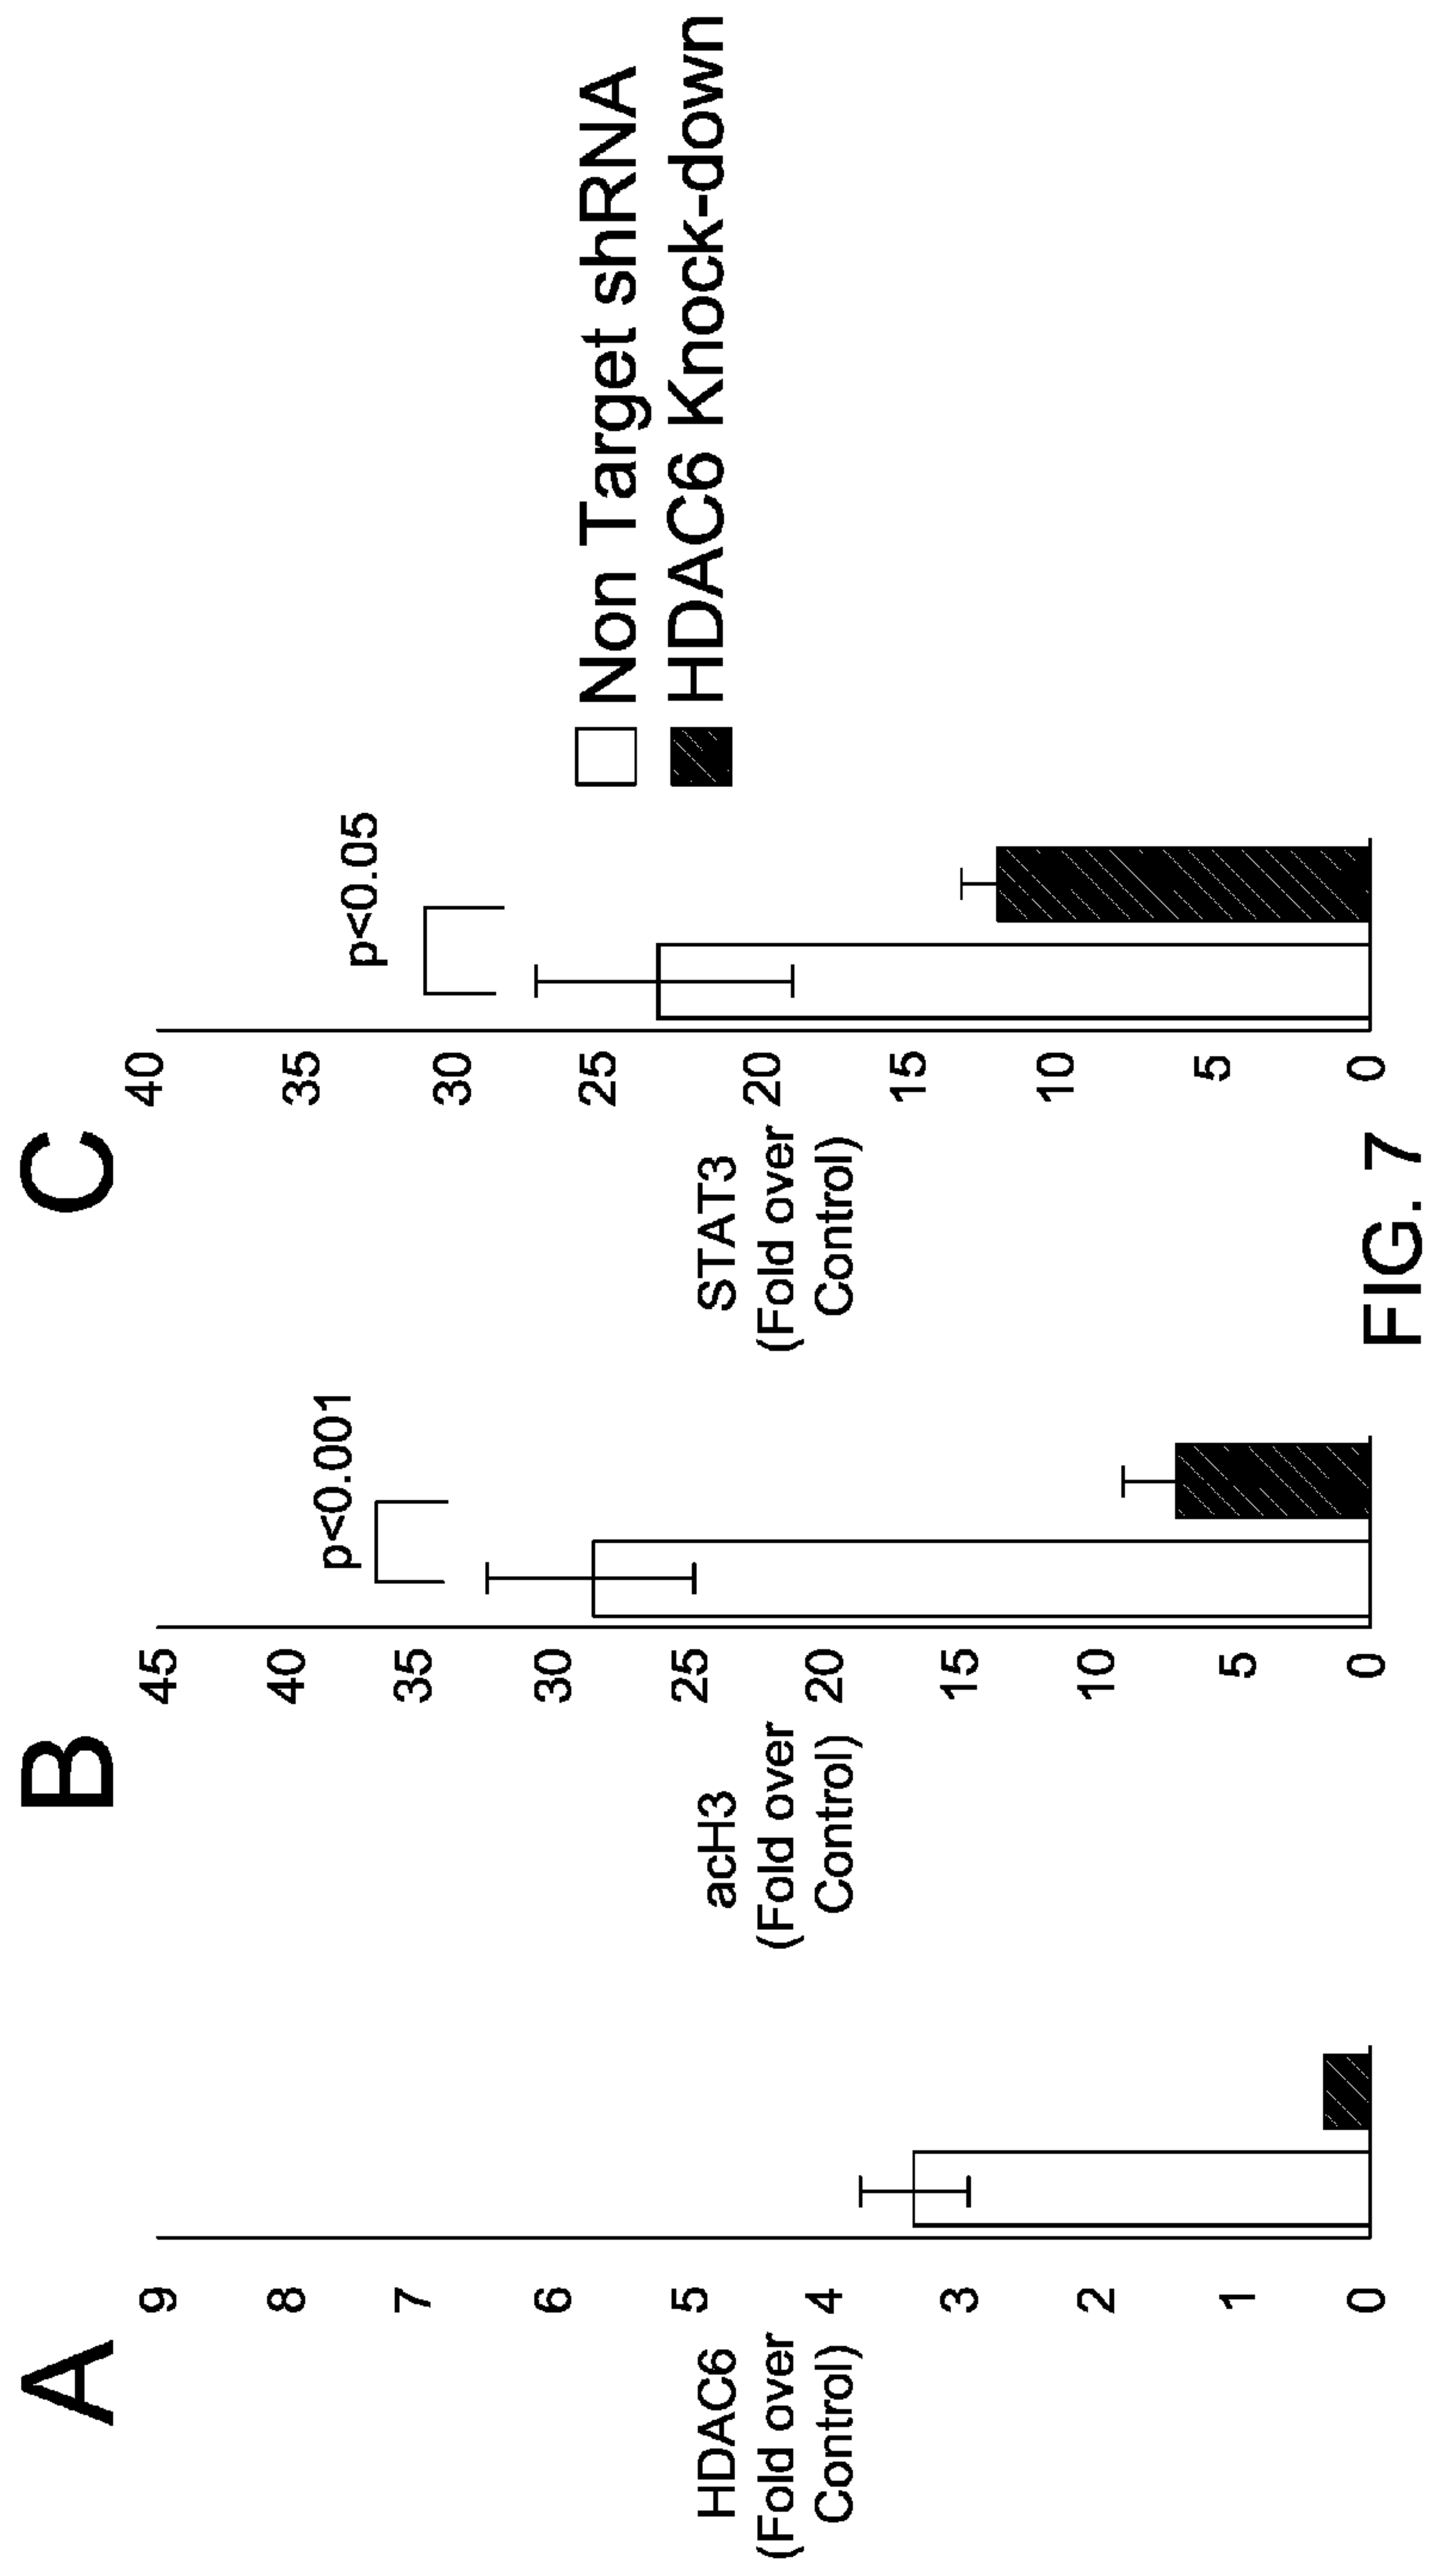 A
HDAC6
(Fold over
Control)
9
8
7
6
5
4
3
2
1
0
B
acH3
(Fold over
Control)
45
40
35
30
25
20
15
10
5
0
p<0.001
C
STAT3
(Fold over
Control)
40
35
30
25
20
15
10
5
0
p<0.05
Non Target shRNA
HDAC6 Knock-down
FIG. 7